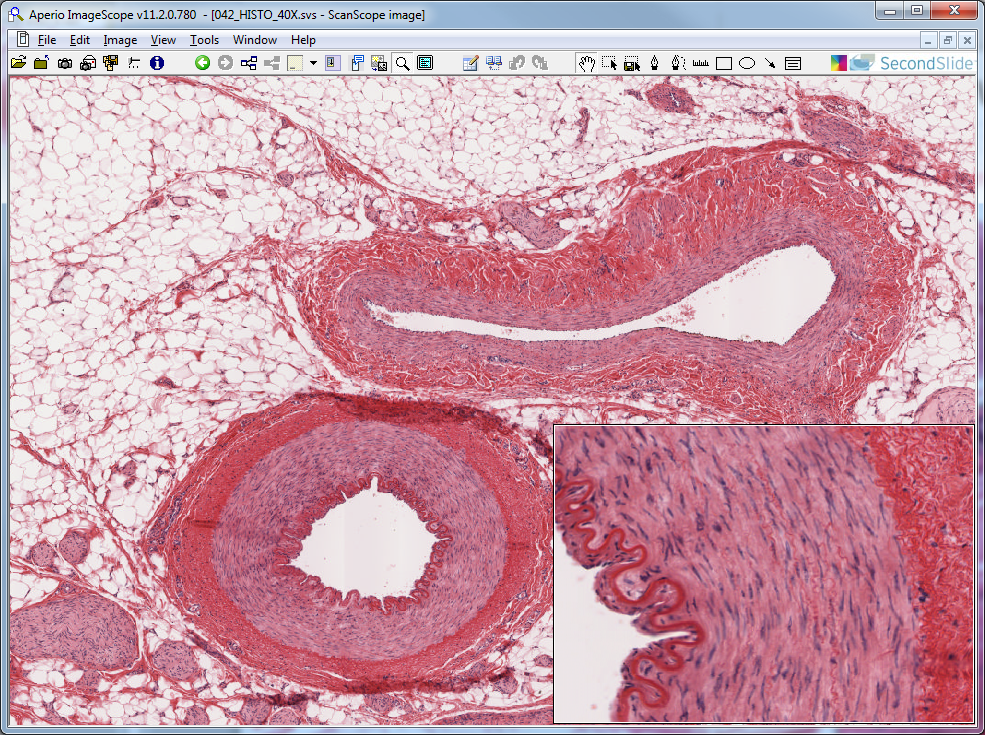 Aperio ImageScope v11.2.0.780 - [042_HISTO_40X.svs - ScanScope image]
File Edit Image View Tools Window Help
SecondSlide